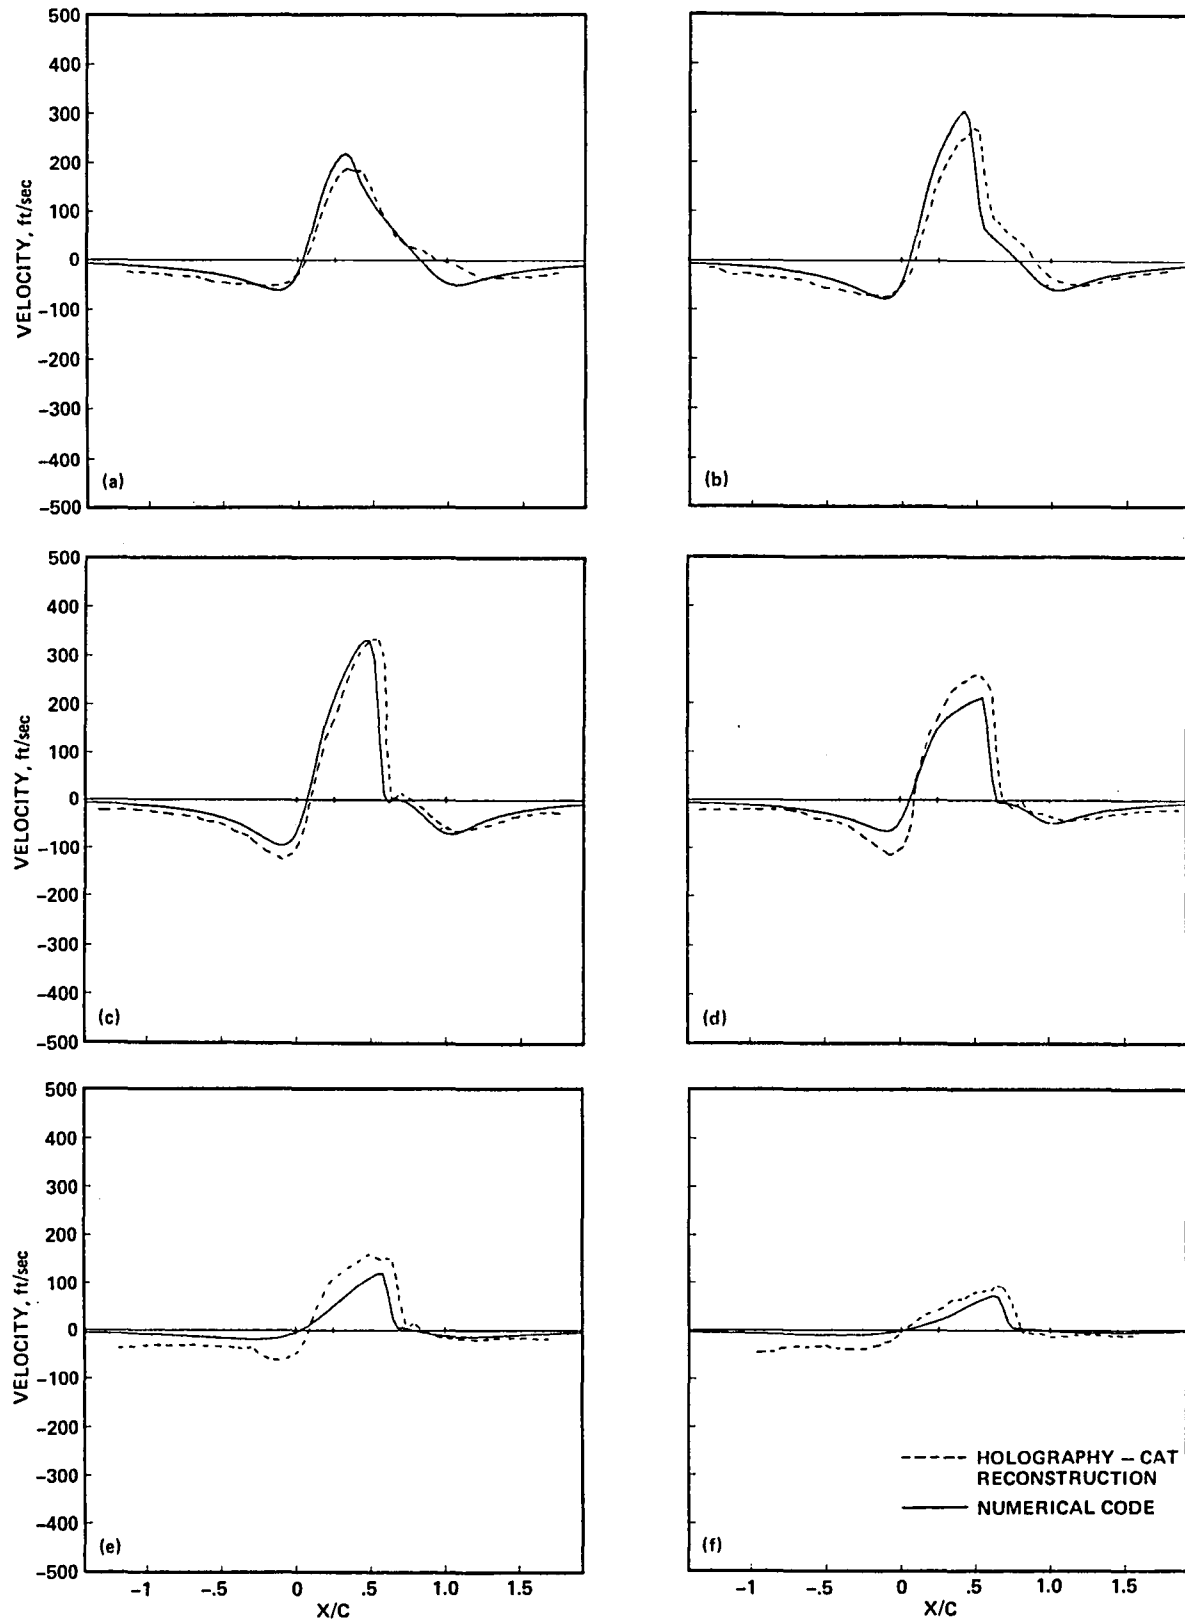 500
400
300
200
100
0
−100
−200
−300
−400
−500
VELOCITY, ft/sec
(a)
(b)
500
400
300
200
100
0
−100
−200
−300
−400
−500
VELOCITY, ft/sec
(c)
(d)
500
400
300
200
100
0
−100
−200
−300
−400
−500
VELOCITY, ft/sec
(e)
−1 −.5 0 .5 1.0 1.5
X/C
(f)
HOLOGRAPHY – CAT
RECONSTRUCTION
NUMERICAL CODE
−1 −.5 0 .5 1.0 1.5
X/C